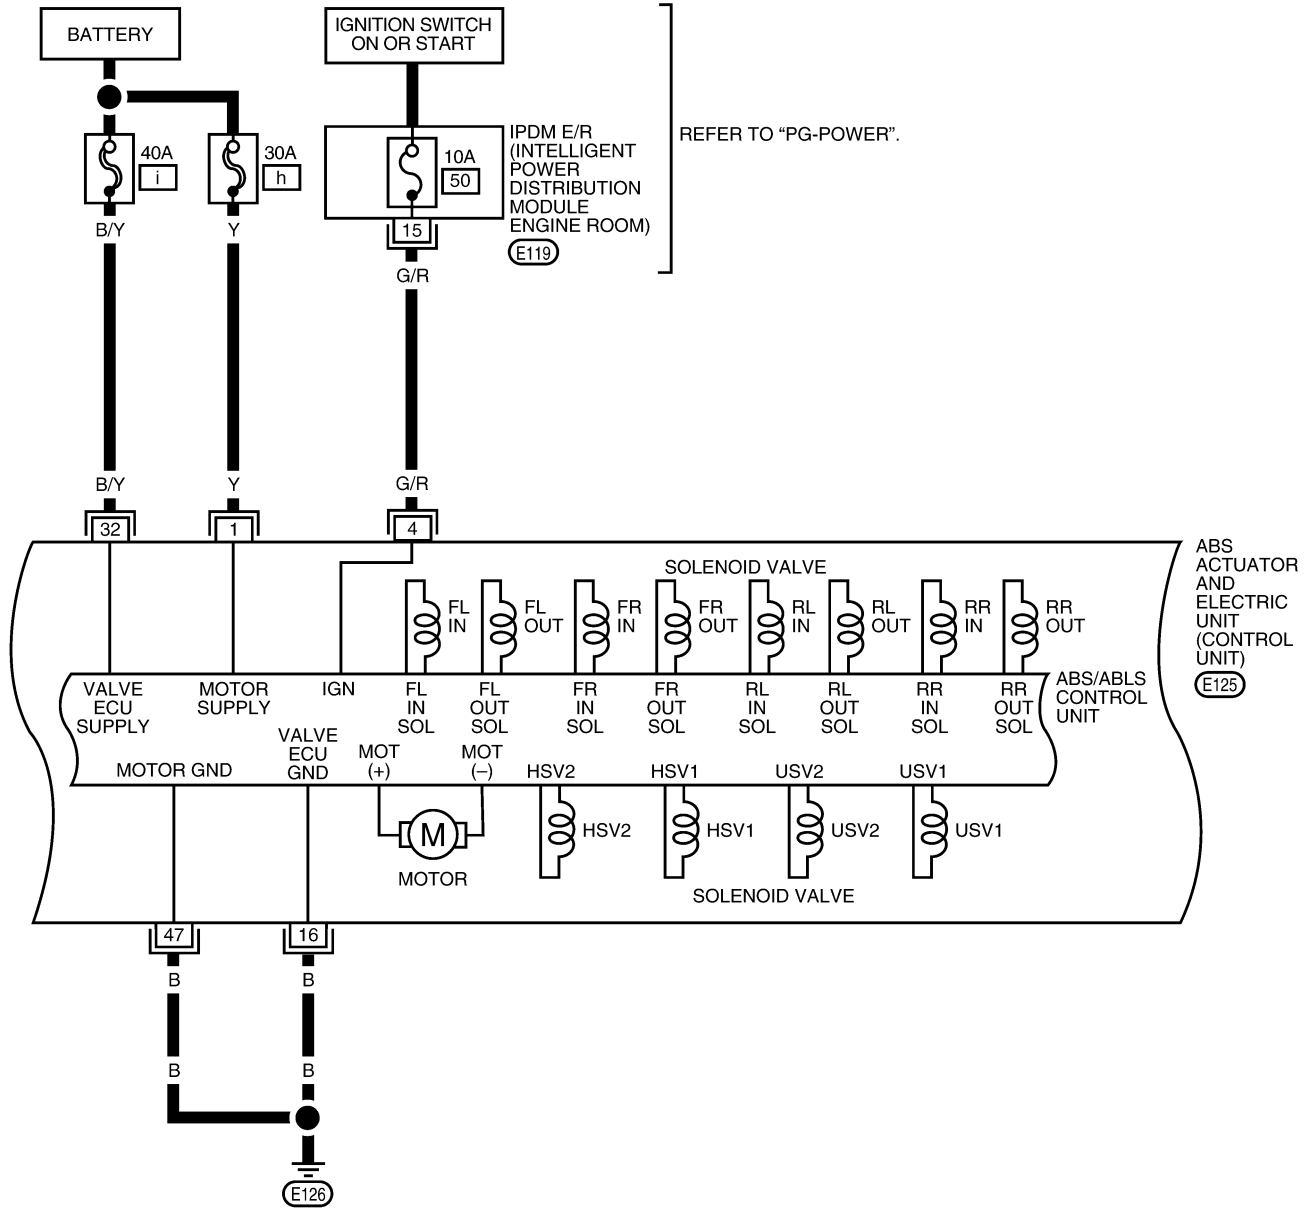 BATTERY
IGNITION SWITCH
ON OR START
40A
i
30A
h
10A
50
IPDM E/R
(INTELLIGENT
POWER
DISTRIBUTION
MODULE
ENGINE ROOM)
E119
REFER TO “PG-POWER”.
15
B/Y
Y
G/R
B/Y
Y
G/R
32
1
4
ABS
ACTUATOR
AND
ELECTRIC
UNIT
(CONTROL
UNIT)
E125
SOLENOID VALVE
FL
IN
FL
OUT
FR
IN
FR
OUT
RL
IN
RL
OUT
RR
IN
RR
OUT
VALVE
ECU
SUPPLY
MOTOR
SUPPLY
IGN
FL
IN
SOL
FL
OUT
SOL
FR
IN
SOL
FR
OUT
SOL
RL
IN
SOL
RL
OUT
SOL
RR
IN
SOL
RR
OUT
SOL
ABS/ABLS
CONTROL
UNIT
MOTOR GND
VALVE
ECU
GND
MOT
(+)
MOT
(–)
HSV2
HSV1
USV2
USV1
M
MOTOR
HSV2
HSV1
USV2
USV1
SOLENOID VALVE
47
16
B
B
B
B
E126